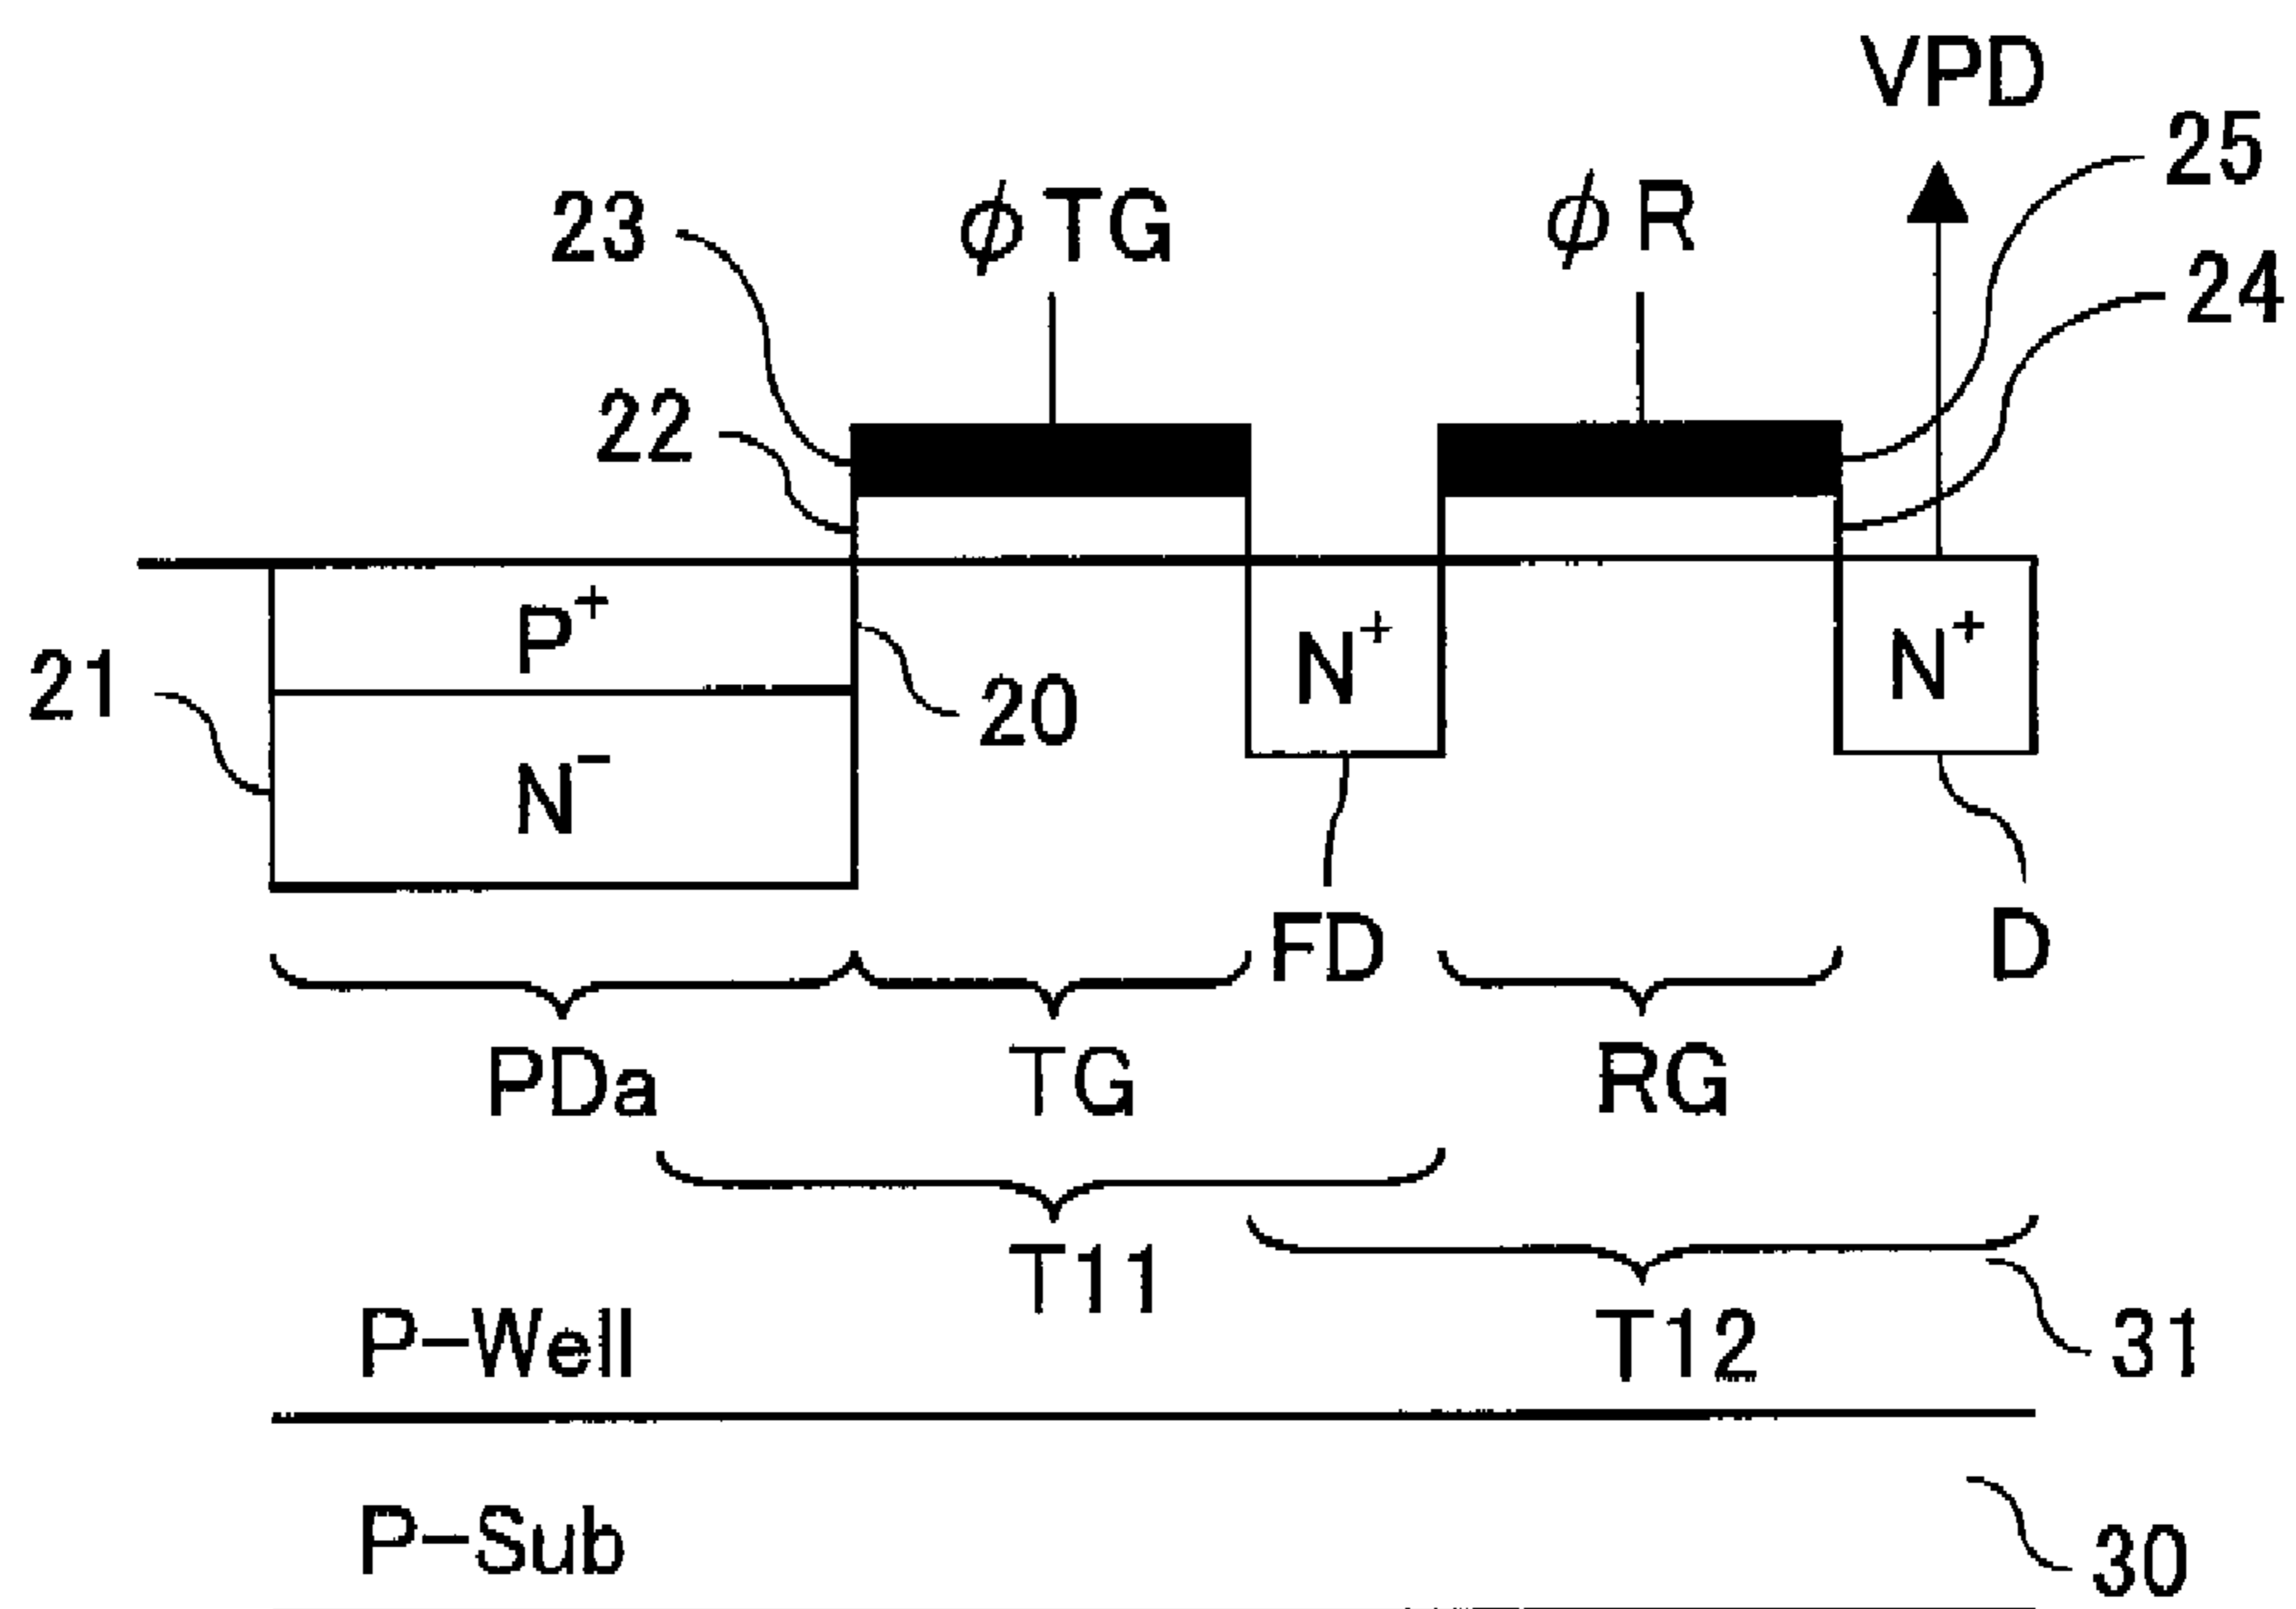 VPD
25
23 ϕTG ϕR
24
22
P⁺ N⁺ N⁺
21 20
N⁻
FD D
PDa TG RG
T11
P-Well T12 31
P-Sub 30